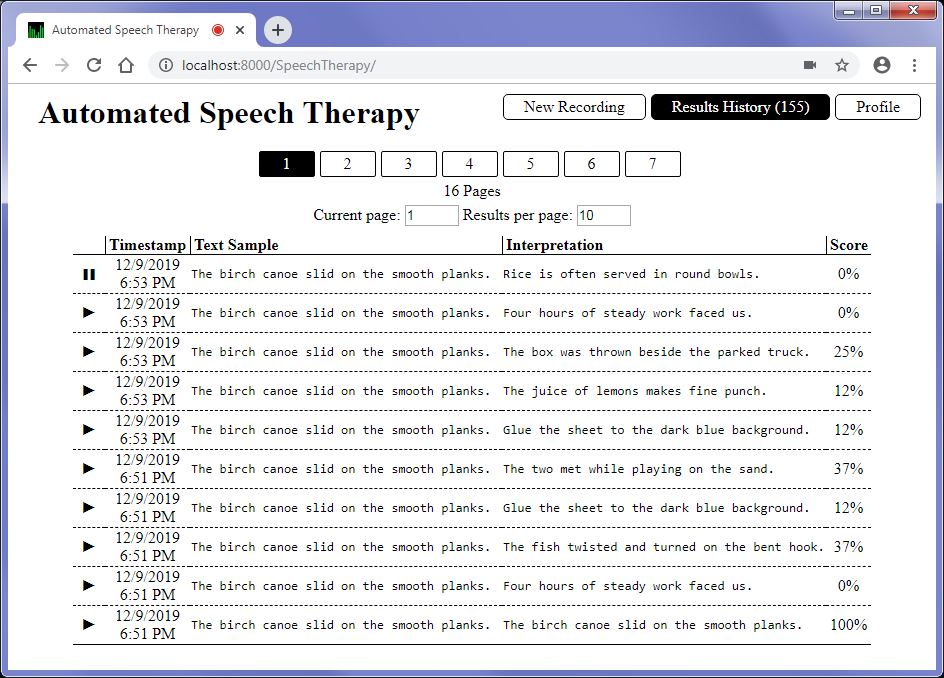 Automated Speech Therapy
localhost:8000/SpeechTherapy/
Automated Speech Therapy
New Recording
Results History (155)
Profile
1 2 3 4 5 6 7
16 Pages
Current page: 1 Results per page: 10
Timestamp Text Sample Interpretation Score
12/9/2019
6:53 PM
The birch canoe slid on the smooth planks. Rice is often served in round bowls. 0%
12/9/2019
6:53 PM
The birch canoe slid on the smooth planks. Four hours of steady work faced us. 0%
12/9/2019
6:53 PM
The birch canoe slid on the smooth planks. The box was thrown beside the parked truck. 25%
12/9/2019
6:53 PM
The birch canoe slid on the smooth planks. The juice of lemons makes fine punch. 12%
12/9/2019
6:53 PM
The birch canoe slid on the smooth planks. Glue the sheet to the dark blue background. 12%
12/9/2019
6:51 PM
The birch canoe slid on the smooth planks. The two met while playing on the sand. 37%
12/9/2019
6:51 PM
The birch canoe slid on the smooth planks. Glue the sheet to the dark blue background. 12%
12/9/2019
6:51 PM
The birch canoe slid on the smooth planks. The fish twisted and turned on the bent hook. 37%
12/9/2019
6:51 PM
The birch canoe slid on the smooth planks. Four hours of steady work faced us. 0%
12/9/2019
6:51 PM
The birch canoe slid on the smooth planks. The birch canoe slid on the smooth planks. 100%